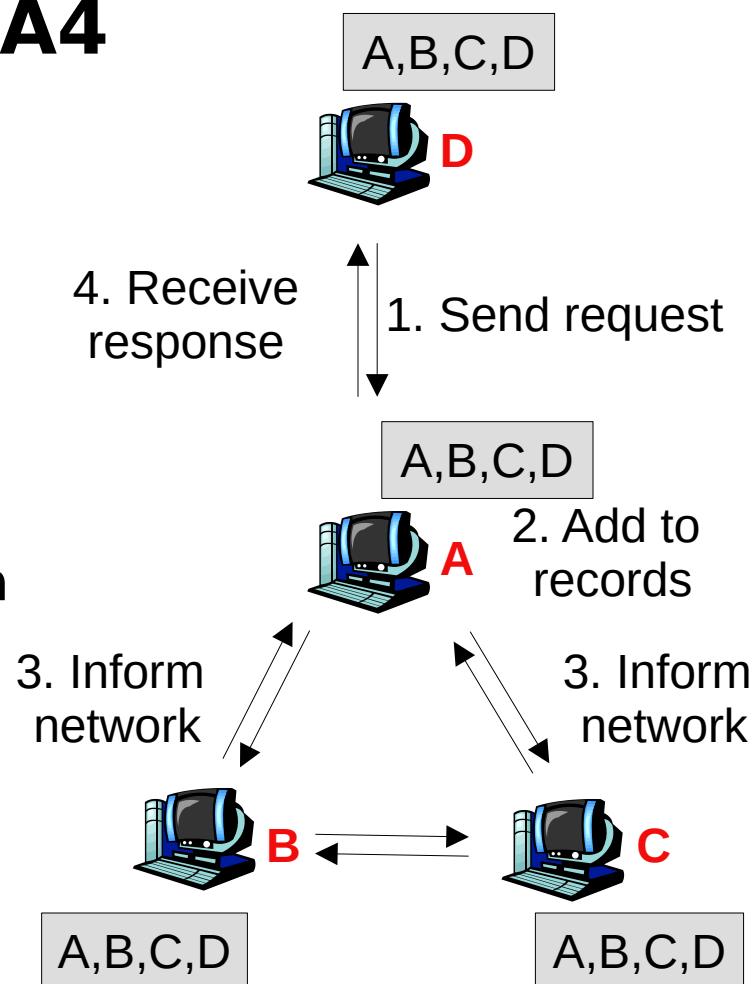 A4
A,B,C,D
D
4. Receive
response
1. Send request
A,B,C,D
A
2. Add to
records
3. Inform
network
3. Inform
network
B
C
A,B,C,D
A,B,C,D